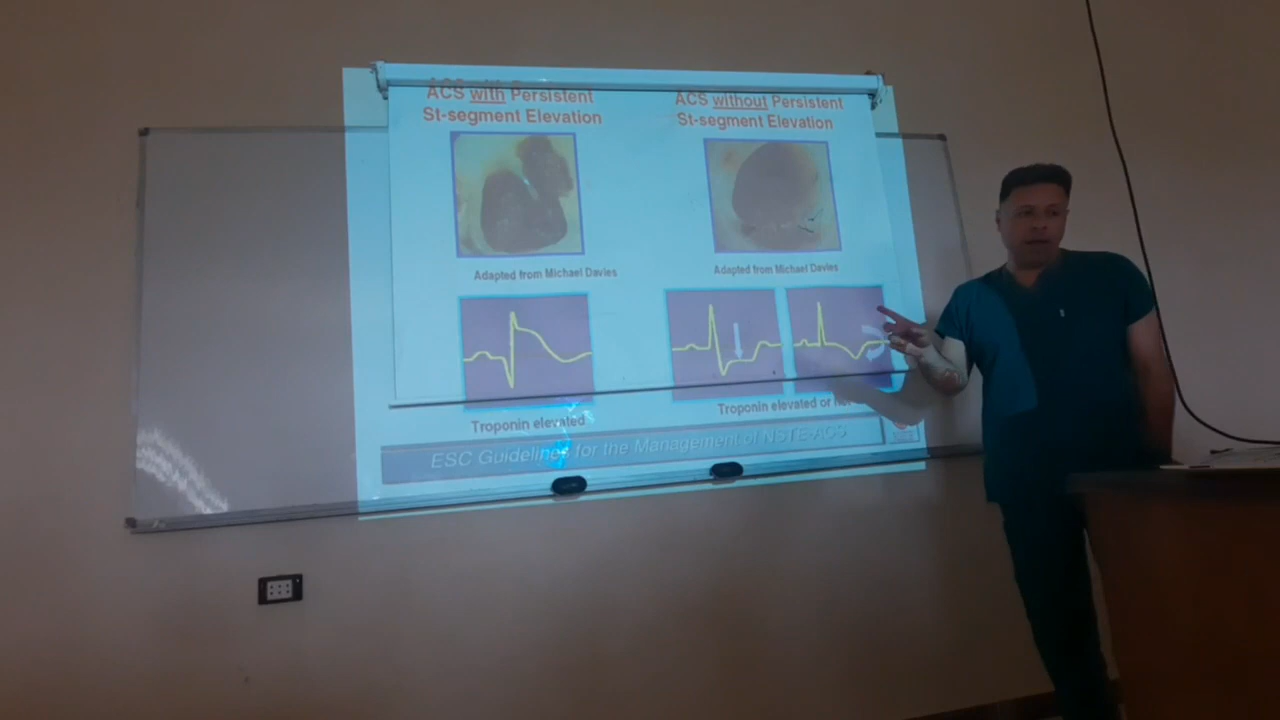 ACS with Persistent
St-segment Elevation
ACS without Persistent
St-segment Elevation
Adapted from Michael Davies
Adapted from Michael Davies
Troponin elevated
Troponin elevated or
ESC Guidelines for the Management of NSTE-ACS